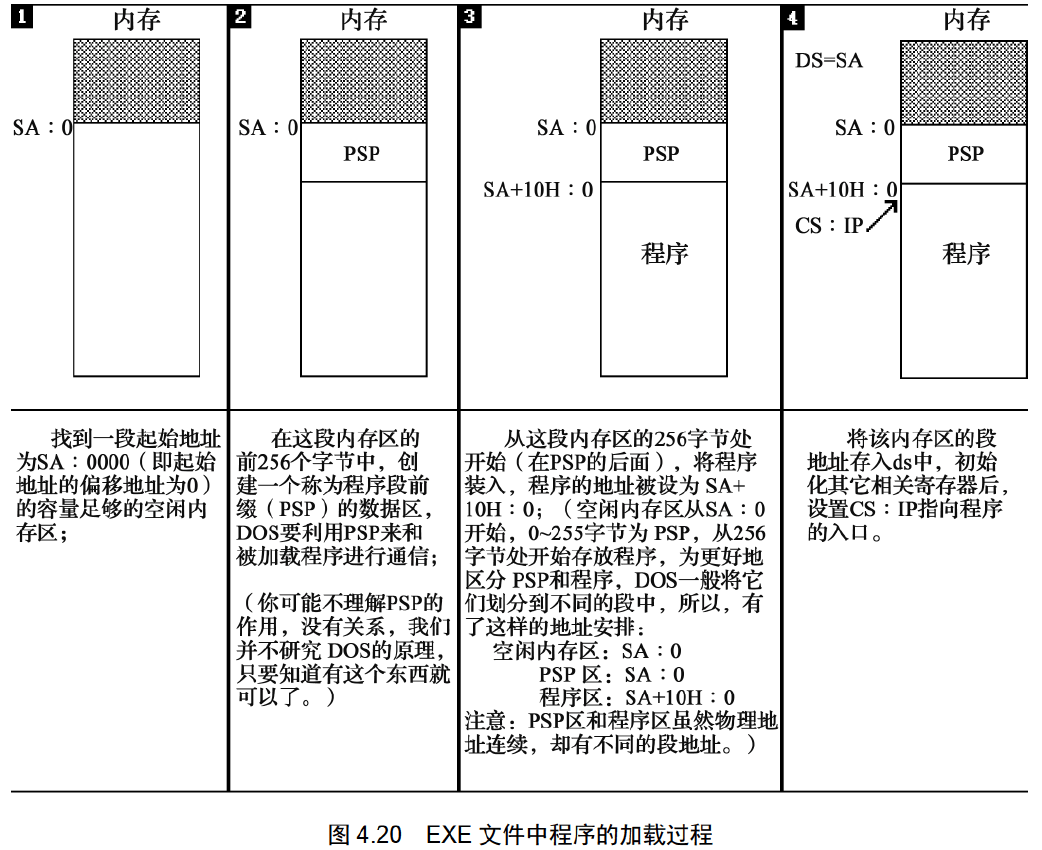 1 内存
SA：0
2 内存
SA：0
PSP
3 内存
SA：0
PSP
SA+10H：0
程序
4 内存
DS=SA
SA：0
PSP
SA+10H：0
CS：IP
程序
找到一段起始地址
为SA：0000（即起始
地址的偏移地址为0）
的容量足够的空闲内
存区；
在这段内存区的
前256个字节中，创
建一个称为程序段前
缀（PSP）的数据区，
DOS要利用PSP来和
被加载程序进行通信；
（你可能不理解PSP的
作用，没有关系，我们
并不研究 DOS的原理，
只要知道有这个东西就
可以了。）
从这段内存区的256字节处
开始（在PSP的后面），将程序
装入，程序的地址被设为 SA+
10H：0；（空闲内存区从SA：0
开始，0~255字节为 PSP，从256
字节处开始存放程序，为更好地
区分 PSP和程序，DOS一般将它
们划分到不同的段中，所以，有
了这样的地址安排：
空闲内存区：SA：0
PSP 区：SA：0
程序区：SA+10H：0
注意：PSP区和程序区虽然物理地
址连续，却有不同的段地址。）
将该内存区的段
地址存入ds中，初始
化其它相关寄存器后，
设置CS：IP指向程序
的入口。
图 4.20 EXE 文件中程序的加载过程